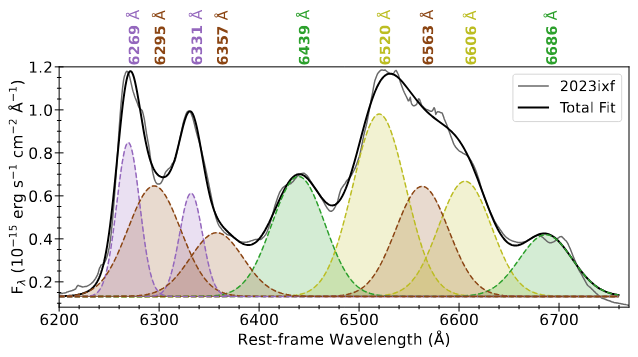 6269 Å
6295 Å
6331 Å
6357 Å
6439 Å
6520 Å
6563 Å
6606 Å
6686 Å
1.2
1.0
0.8
0.6
0.4
0.2
F_λ (10⁻¹⁵ erg s⁻¹ cm⁻² Å⁻¹)
2023ixf
Total Fit
6200 6300 6400 6500 6600 6700
Rest-frame Wavelength (Å)